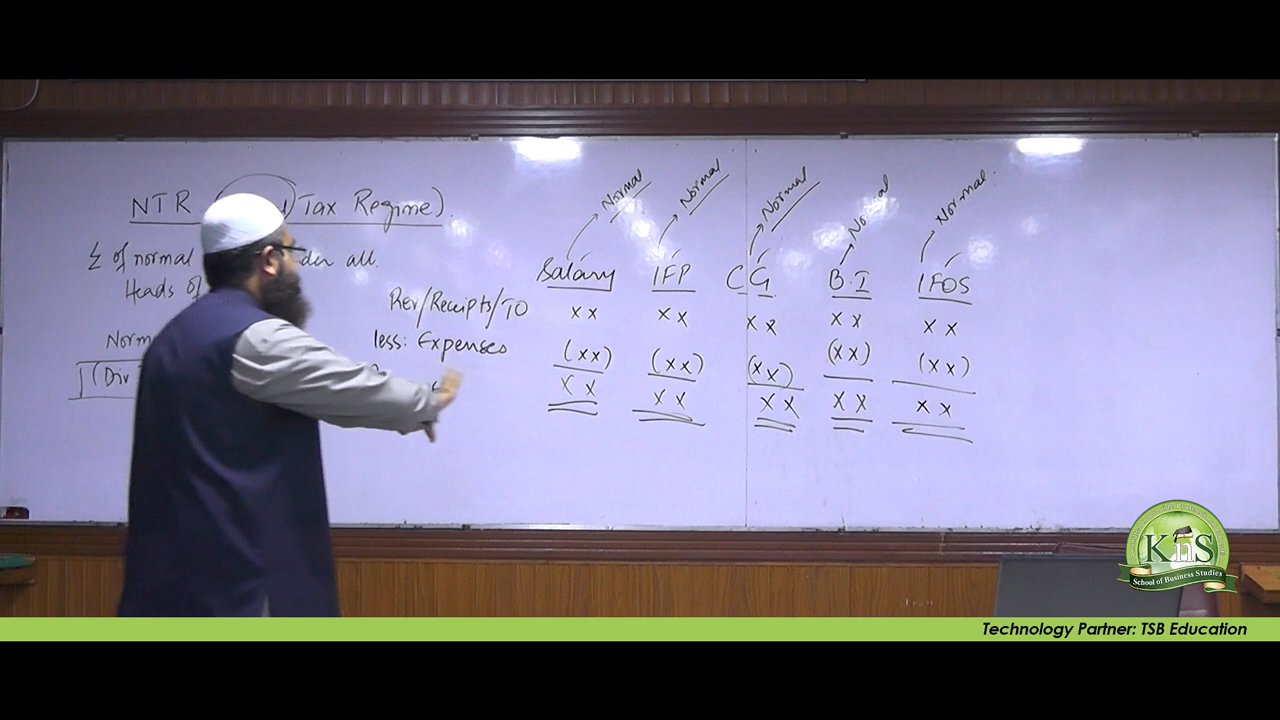 NTR Tax Regime).
Σ of normal all.
Heads of
Norm
(Div
Rev/Receipts/TO
less: Expenses
Normal Normal Normal Normal Normal
Salary IFP CG B.I IFOS
xx xx xx xx xx
(xx) (xx) (xx) (xx) (xx)
xx xx xx xx xx
KnS
School of Business Studies
Technology Partner: TSB Education